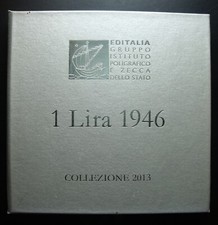 EDITALIA
GRUPPO
ISTITUTO
POLIGRAFICO
E ZECCA
DELLO STATO
1 Lira 1946
COLLEZIONE 2013